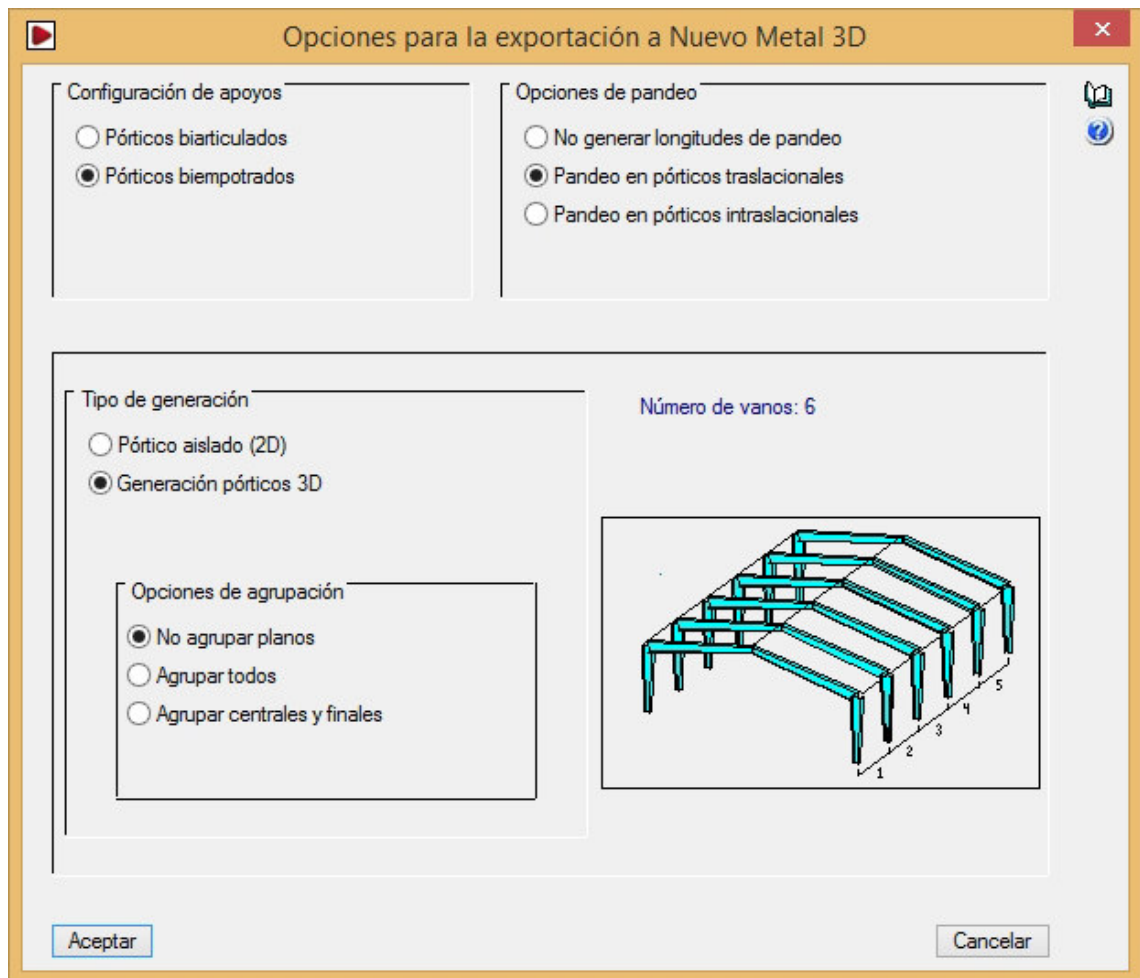 Opciones para la exportación a Nuevo Metal 3D
Configuración de apoyos
Pórticos biarticulados
Pórticos biempotrados
Opciones de pandeo
No generar longitudes de pandeo
Pandeo en pórticos traslacionales
Pandeo en pórticos intraslacionales
Tipo de generación
Pórtico aislado (2D)
Generación pórticos 3D
Opciones de agrupación
No agrupar planos
Agrupar todos
Agrupar centrales y finales
Número de vanos: 6
1
2
3
4
5
Aceptar
Cancelar